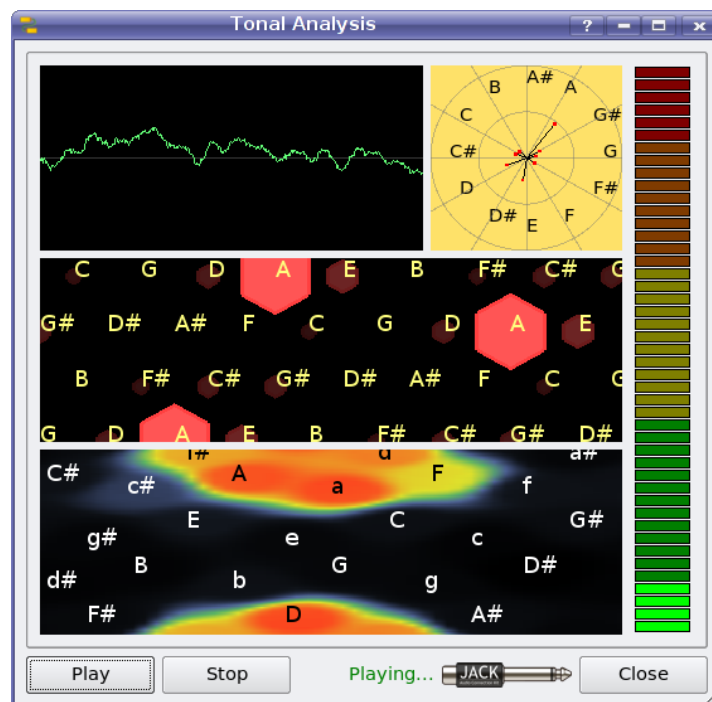 Tonal Analysis
?
A#
B
A
C
G#
C#
G
D
F#
D#
F
E
C G D A E B F# C# G
G# D# A# F C G D A E
B F# C# G# D# A# F C G
G D A E B F# C# G# D#
f# d a#
C# A F
c# a f
E C G#
g# e c
B G D#
d# b g
F# D A#
Play Stop Playing... JACK Close